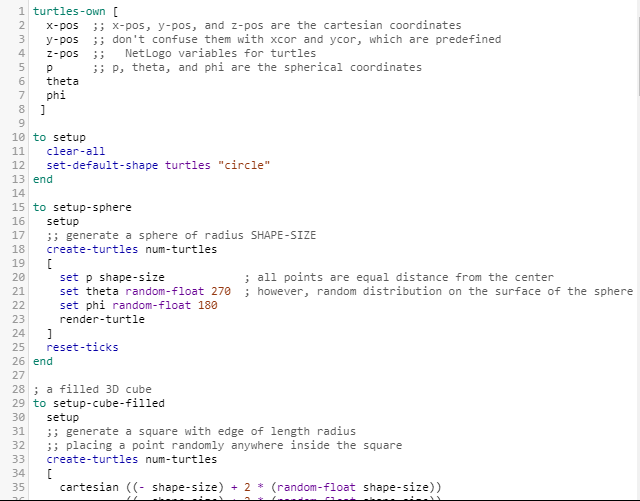 1 turtles-own [
2   x-pos  ;; x-pos, y-pos, and z-pos are the cartesian coordinates
3   y-pos  ;; don't confuse them with xcor and ycor, which are predefined
4   z-pos  ;;   NetLogo variables for turtles
5   p      ;; p, theta, and phi are the spherical coordinates
6   theta
7   phi
8  ]
9
10 to setup
11   clear-all
12   set-default-shape turtles "circle"
13 end
14
15 to setup-sphere
16   setup
17   ;; generate a sphere of radius SHAPE-SIZE
18   create-turtles num-turtles
19   [
20     set p shape-size            ; all points are equal distance from the center
21     set theta random-float 270  ; however, random distribution on the surface of the sphere
22     set phi random-float 180
23     render-turtle
24   ]
25   reset-ticks
26 end
27
28 ; a filled 3D cube
29 to setup-cube-filled
30   setup
31   ;; generate a square with edge of length radius
32   ;; placing a point randomly anywhere inside the square
33   create-turtles num-turtles
34   [
35     cartesian ((- shape-size) + 2 * (random-float shape-size))